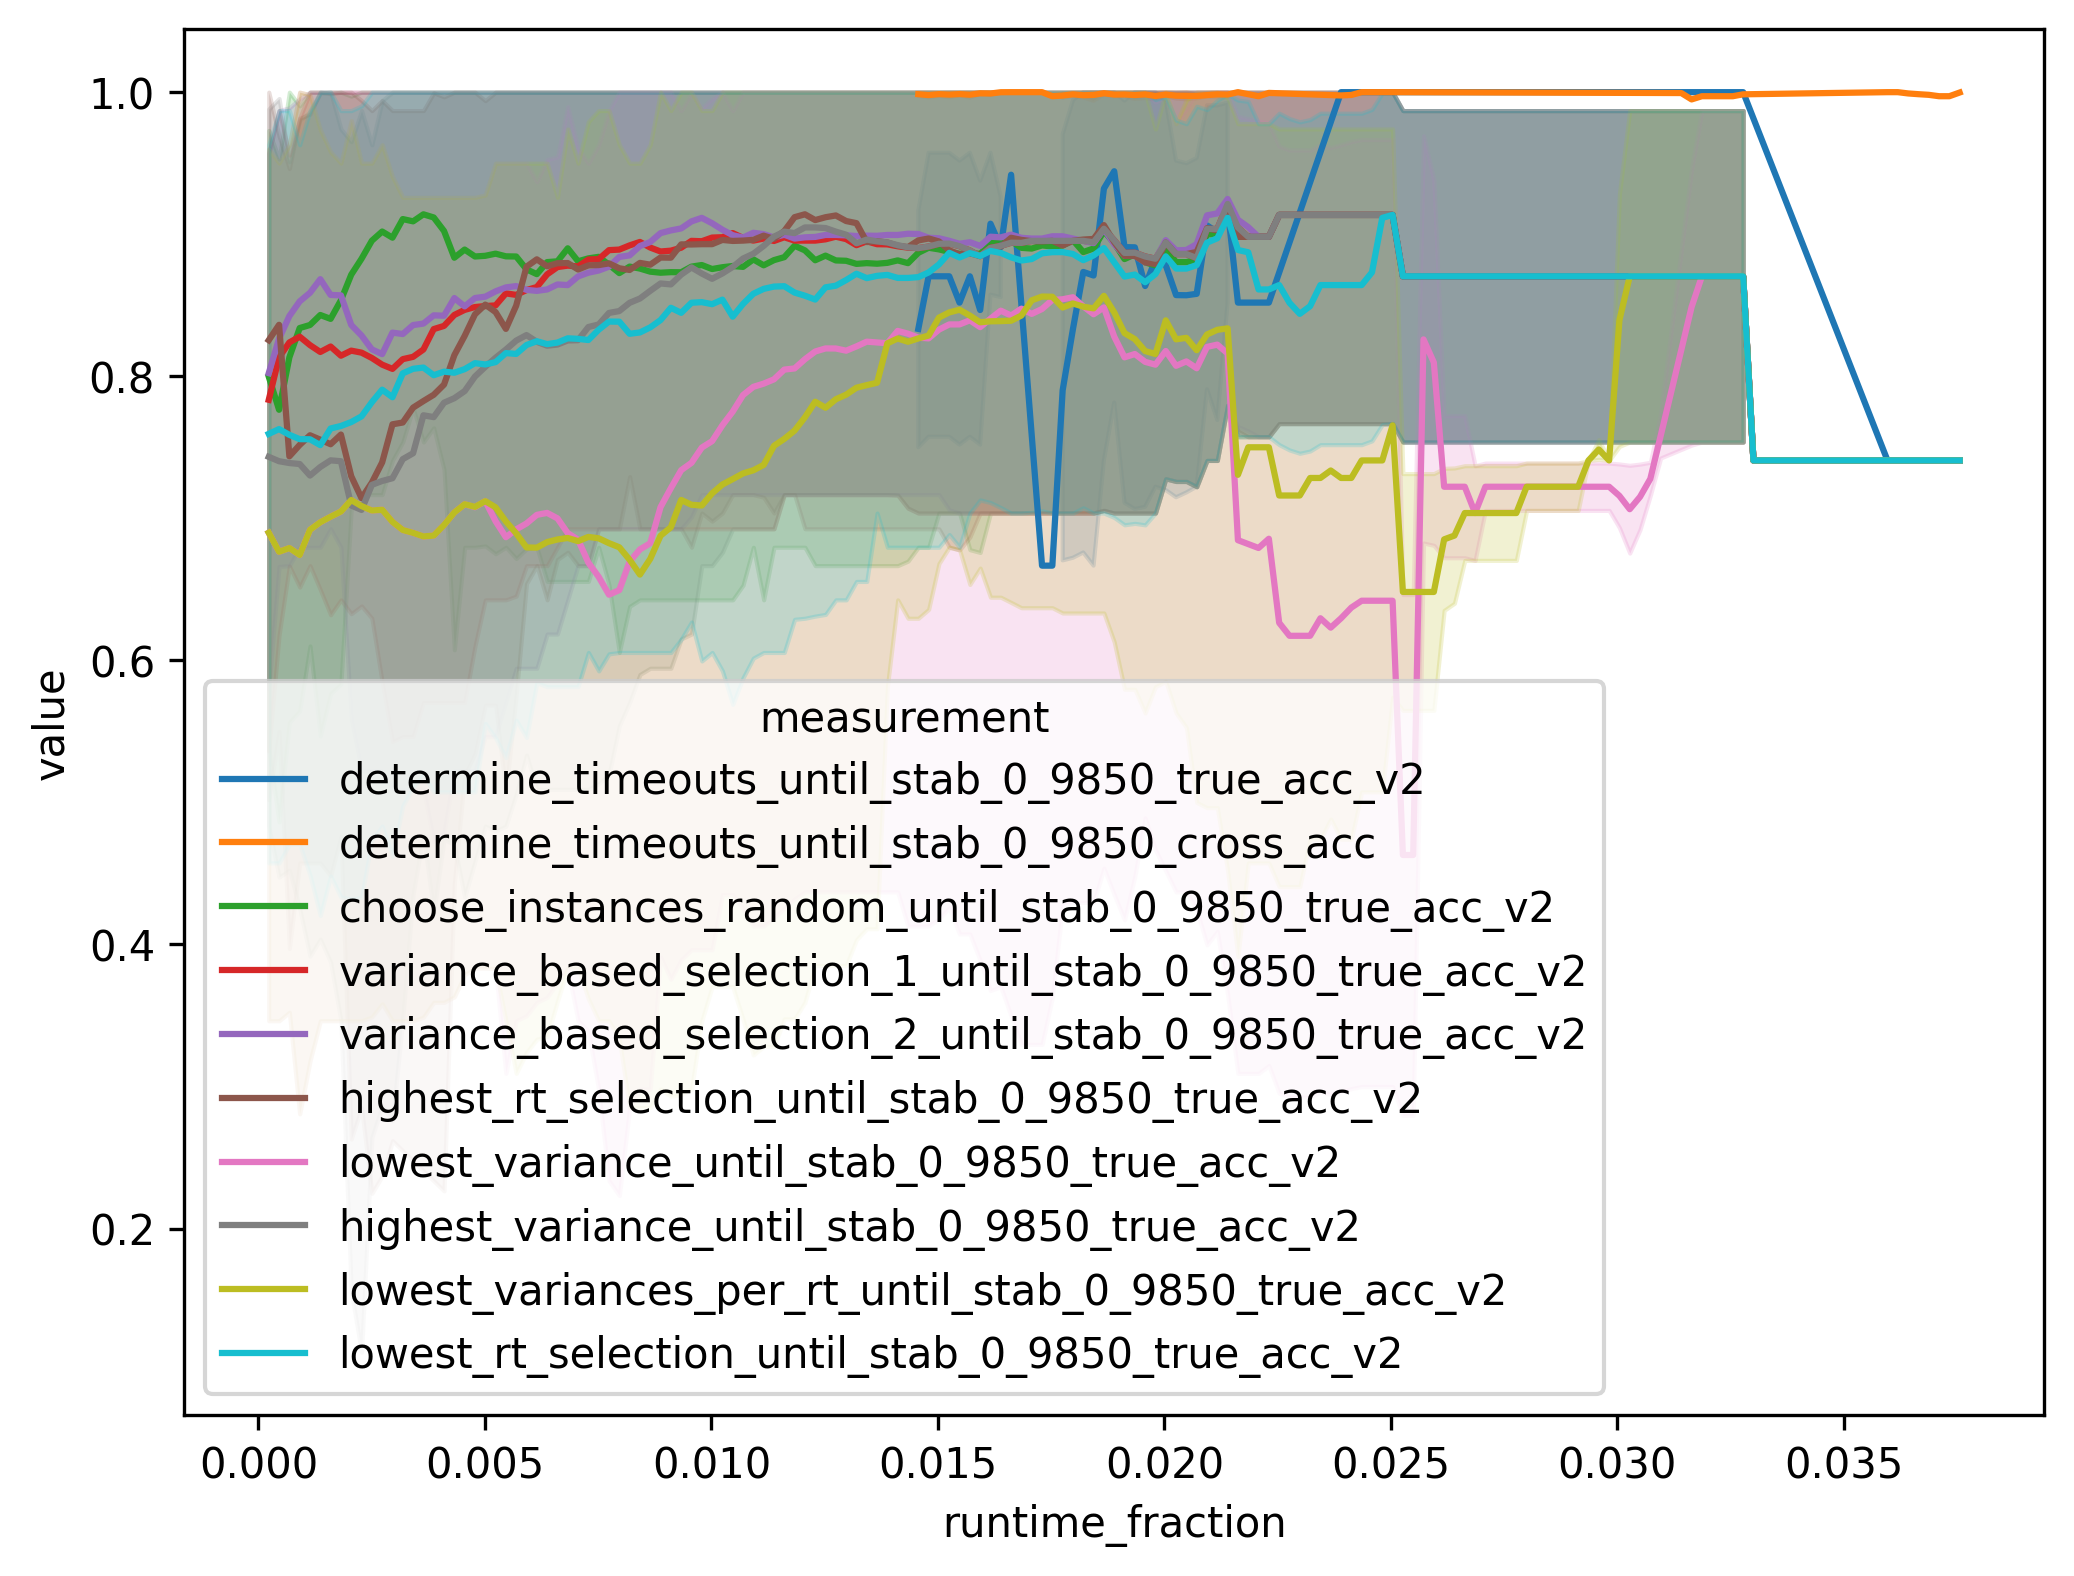 1.0
0.8
0.6
0.4
0.2
value
measurement
determine_timeouts_until_stab_0_9850_true_acc_v2
determine_timeouts_until_stab_0_9850_cross_acc
choose_instances_random_until_stab_0_9850_true_acc_v2
variance_based_selection_1_until_stab_0_9850_true_acc_v2
variance_based_selection_2_until_stab_0_9850_true_acc_v2
highest_rt_selection_until_stab_0_9850_true_acc_v2
lowest_variance_until_stab_0_9850_true_acc_v2
highest_variance_until_stab_0_9850_true_acc_v2
lowest_variances_per_rt_until_stab_0_9850_true_acc_v2
lowest_rt_selection_until_stab_0_9850_true_acc_v2
0.000 0.005 0.010 0.015 0.020 0.025 0.030 0.035
runtime_fraction